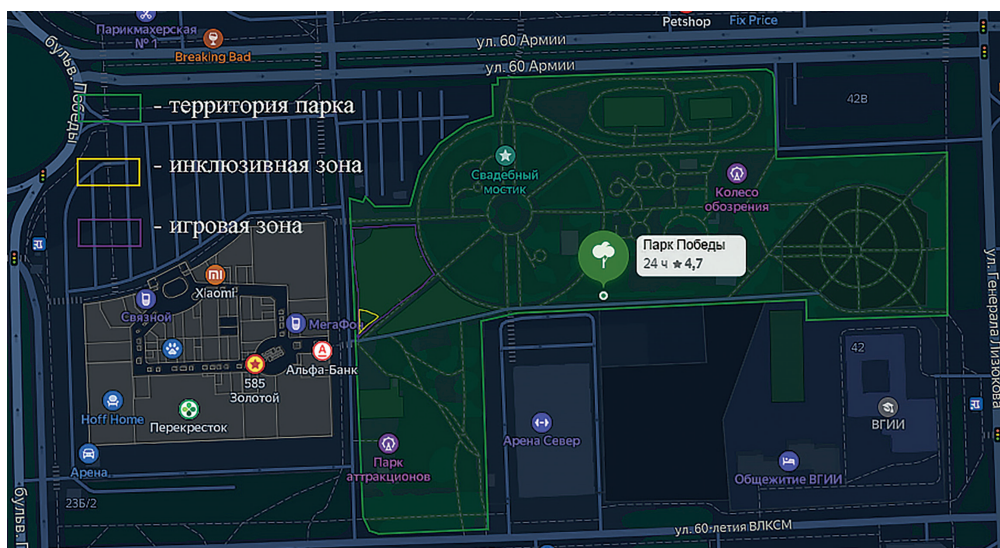 Парикмахерская
№ 1
Breaking Bad
Petshop
Fix Price
ул. 60 Армии
ул. 60 Армии
бульв. Победы
- территория парка
- инклюзивная зона
- игровая зона
42В
Свадебный
мостик
Колесо
обозрения
Парк Победы
24 ч ★ 4,7
ул. Генерала Лизюкова
Xiaomi
Связной
МегаФон
Альфа-Банк
585
Золотой
Hoff Home
Перекресток
Арена
23Б/2
бульв. П
Парк
аттракционов
Арена Север
42
ВГИИ
Общежитие ВГИИ
ул. 60-летия ВЛКСМ